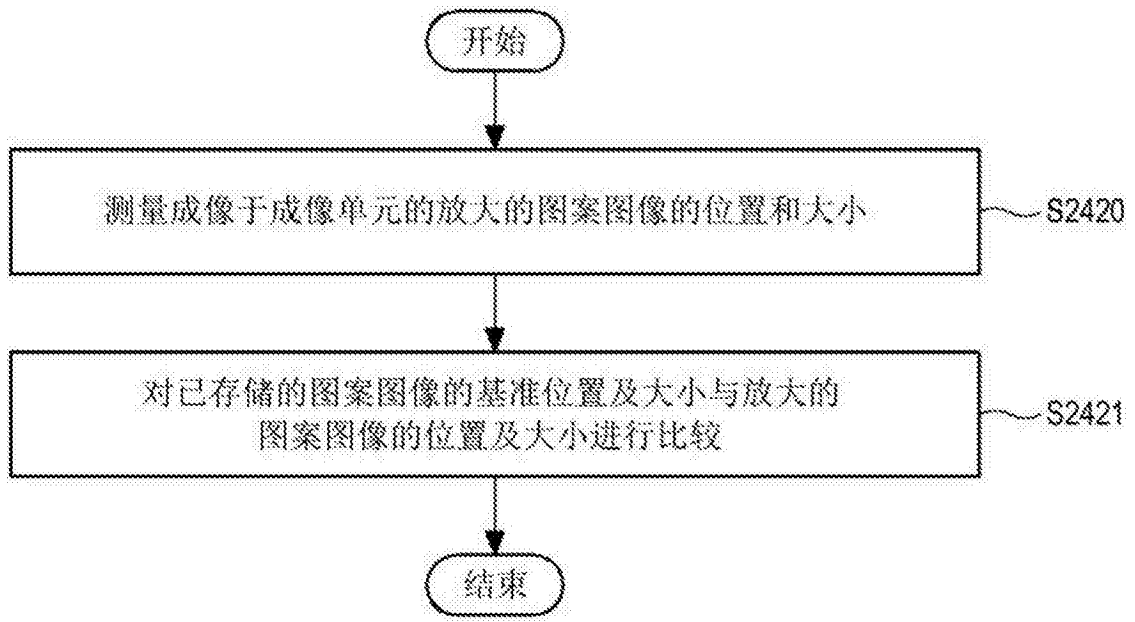 开始
测量成像于成像单元的放大的图案图像的位置和大小
S2420
对已存储的图案图像的基准位置及大小与放大的
图案图像的位置及大小进行比较
S2421
结束